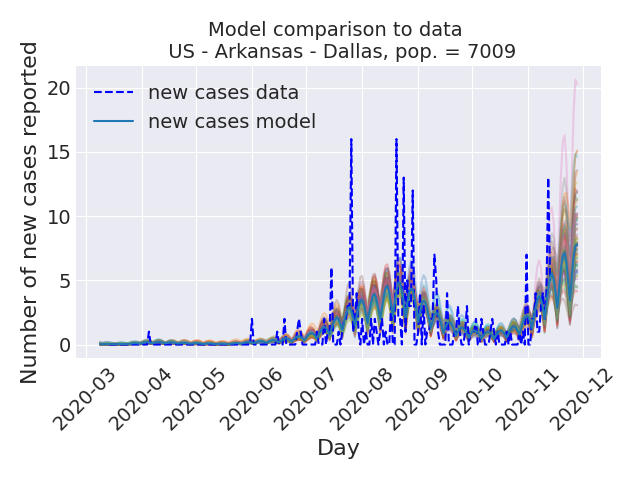 Model comparison to data
US - Arkansas - Dallas, pop. = 7009
Number of new cases reported
20
15
10
5
0
new cases data
new cases model
2020-03
2020-04
2020-05
2020-06
2020-07
2020-08
2020-09
2020-10
2020-11
2020-12
Day